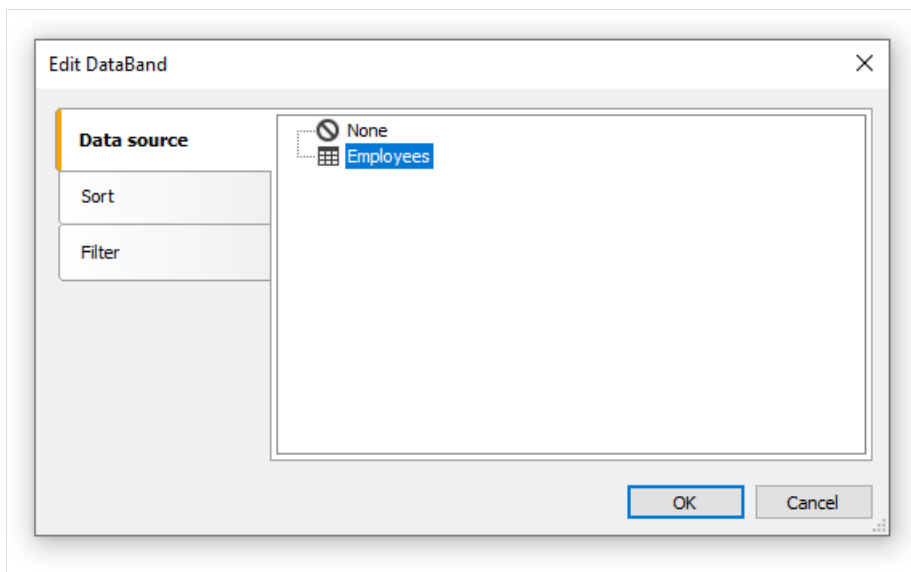 Edit DataBand
Data source
Sort
Filter
None
Employees
OK
Cancel